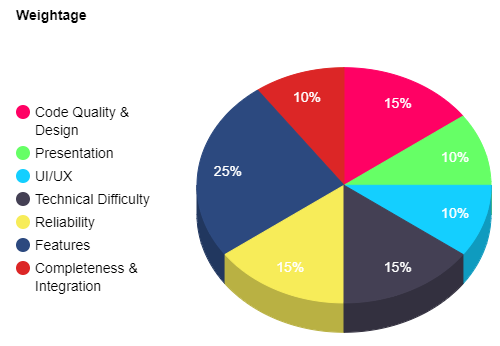 Weightage
Code Quality &
Design
Presentation
UI/UX
Technical Difficulty
Reliability
Features
Completeness &
Integration
10%
15%
10%
25%
10%
15%
15%